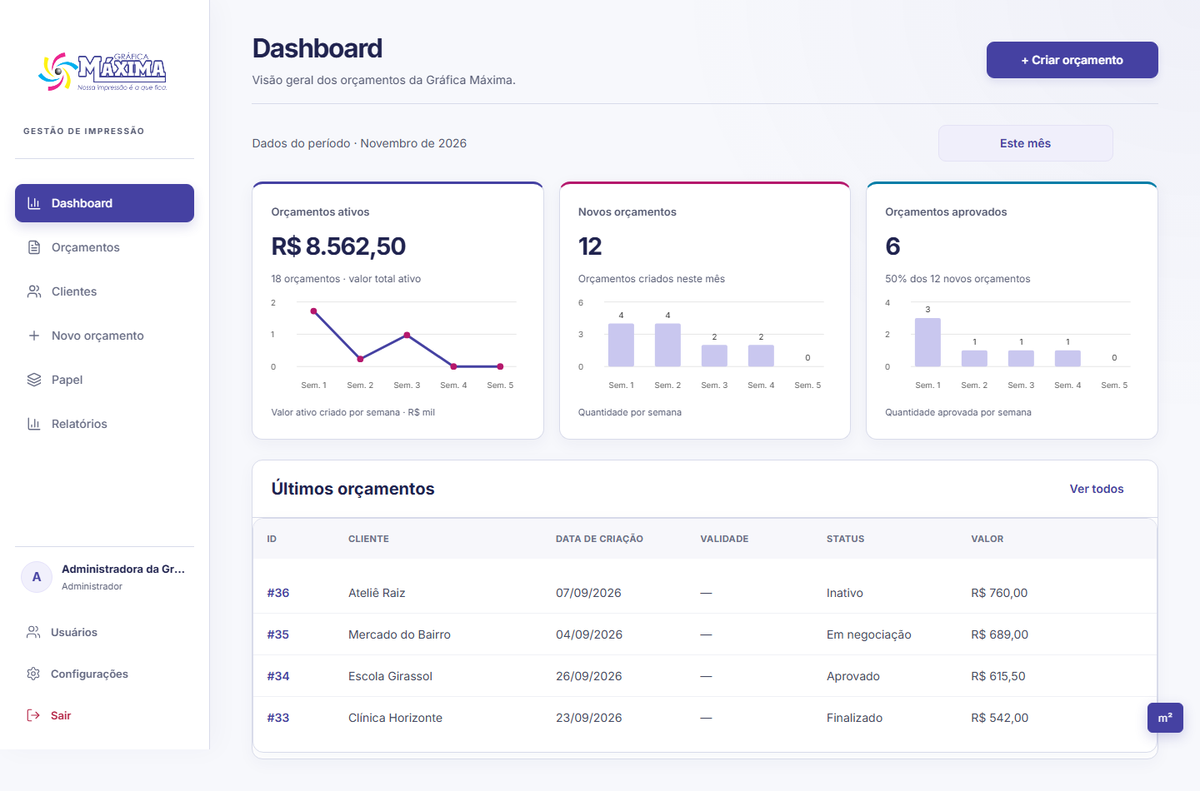 GRÁFICA
MÁXIMA
Nossa impressão é o que fica.
GESTÃO DE IMPRESSÃO
Dashboard
Orçamentos
Clientes
Novo orçamento
Papel
Relatórios
A
Administradora da Gr...
Administrador
Usuários
Configurações
Sair
Dashboard
Visão geral dos orçamentos da Gráfica Máxima.
+ Criar orçamento
Dados do período · Novembro de 2026
Este mês
Orçamentos ativos
R$ 8.562,50
18 orçamentos · valor total ativo
2
1
0
Sem. 1 Sem. 2 Sem. 3 Sem. 4 Sem. 5
Valor ativo criado por semana · R$ mil
Novos orçamentos
12
Orçamentos criados neste mês
6
3
0
4 4 2 2 0
Sem. 1 Sem. 2 Sem. 3 Sem. 4 Sem. 5
Quantidade por semana
Orçamentos aprovados
6
50% dos 12 novos orçamentos
4
2
0
3 1 1 1 0
Sem. 1 Sem. 2 Sem. 3 Sem. 4 Sem. 5
Quantidade aprovada por semana
Últimos orçamentos
Ver todos
ID CLIENTE DATA DE CRIAÇÃO VALIDADE STATUS VALOR
#36 Ateliê Raiz 07/09/2026 — Inativo R$ 760,00
#35 Mercado do Bairro 04/09/2026 — Em negociação R$ 689,00
#34 Escola Girassol 26/09/2026 — Aprovado R$ 615,50
#33 Clínica Horizonte 23/09/2026 — Finalizado R$ 542,00
m²